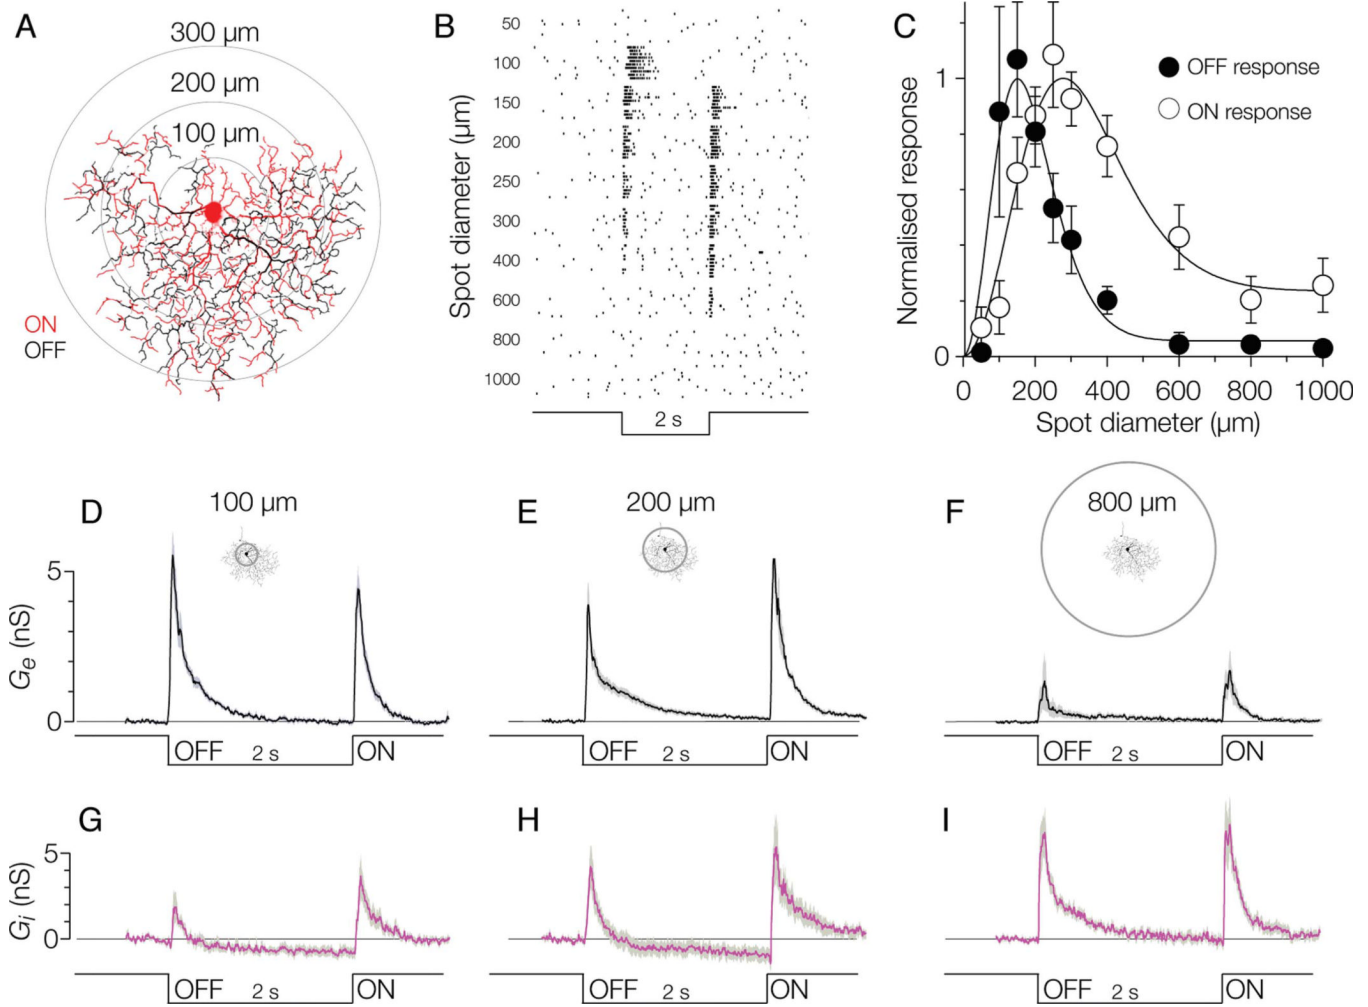 A
300 µm
200 µm
100 µm
ON
OFF
B
Spot diameter (µm)
50
100
150
200
250
300
400
600
800
1000
2 s
C
Normalised response
1
0
OFF response
ON response
0 200 400 600 800 1000
Spot diameter (µm)
D
100 µm
E
200 µm
F
800 µm
Ge (nS)
5
0
OFF 2 s ON
OFF 2 s ON
OFF 2 s ON
G
H
I
Gi (nS)
5
0
OFF 2 s ON
OFF 2 s ON
OFF 2 s ON